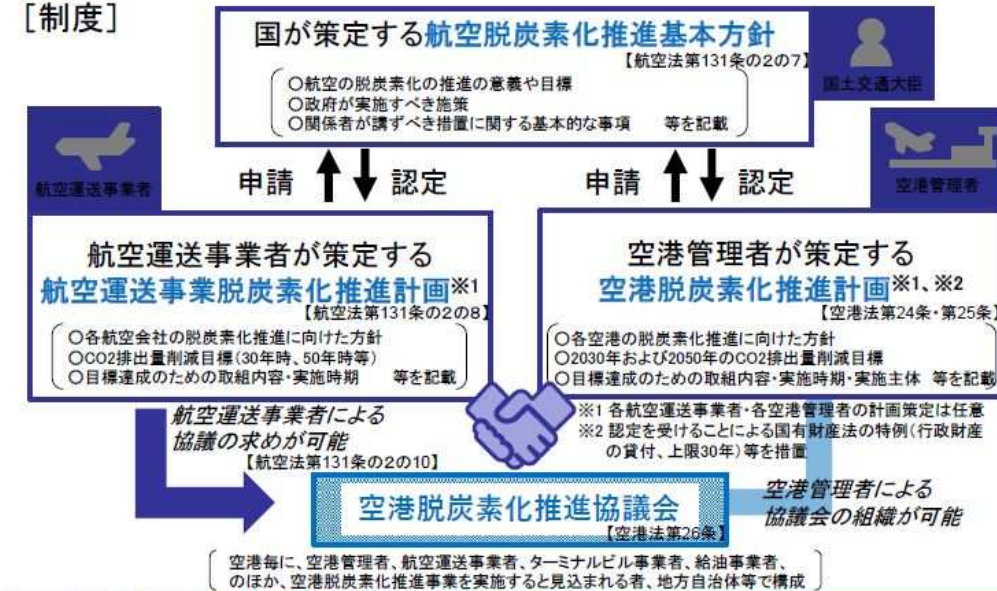 [制度]
国が策定する航空脱炭素化推進基本方針
【航空法第131条の2の7】
○航空の脱炭素化の推進の意義や目標
○政府が実施すべき施策
○関係者が講ずべき措置に関する基本的な事項　等を記載
国土交通大臣
航空運送事業者
申請 認定
申請 認定
空港管理者
航空運送事業者が策定する
航空運送事業脱炭素化推進計画※1
【航空法第131条の2の8】
○各航空会社の脱炭素化推進に向けた方針
○CO2排出量削減目標(30年時、50年時等)
○目標達成のための取組内容・実施時期　等を記載
空港管理者が策定する
空港脱炭素化推進計画※1、※2
【空港法第24条・第25条】
○各空港の脱炭素化推進に向けた方針
○2030年および2050年のCO2排出量削減目標
○目標達成のための取組内容・実施時期・実施主体 等を記載
※1 各航空運送事業者・各空港管理者の計画策定は任意
※2 認定を受けることによる国有財産法の特例(行政財産
の貸付、上限30年)等を措置
航空運送事業者による
協議の求めが可能
【航空法第131条の2の10】
空港脱炭素化推進協議会
【空港法第26条】
空港管理者による
協議会の組織が可能
空港毎に、空港管理者、航空運送事業者、ターミナルビル事業者、給油事業者、
のほか、空港脱炭素化推進事業を実施すると見込まれる者、地方自治体等で構成